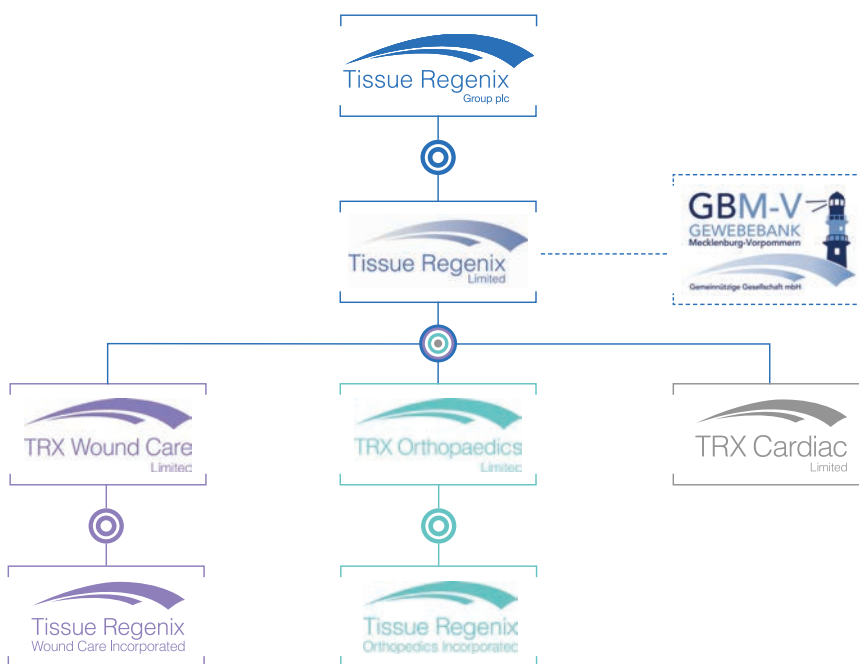 Tissue Regenix
Group plc
Tissue Regenix
Limited
GBM-V
GEWEBEBANK
Mecklenburg-Vorpommern
Gemeinnützige Gesellschaft mbH
TRX Wound Care
Limited
TRX Orthopaedics
Limited
TRX Cardiac
Limited
Tissue Regenix
Wound Care Incorporated
Tissue Regenix
Orthopedics Incorporated